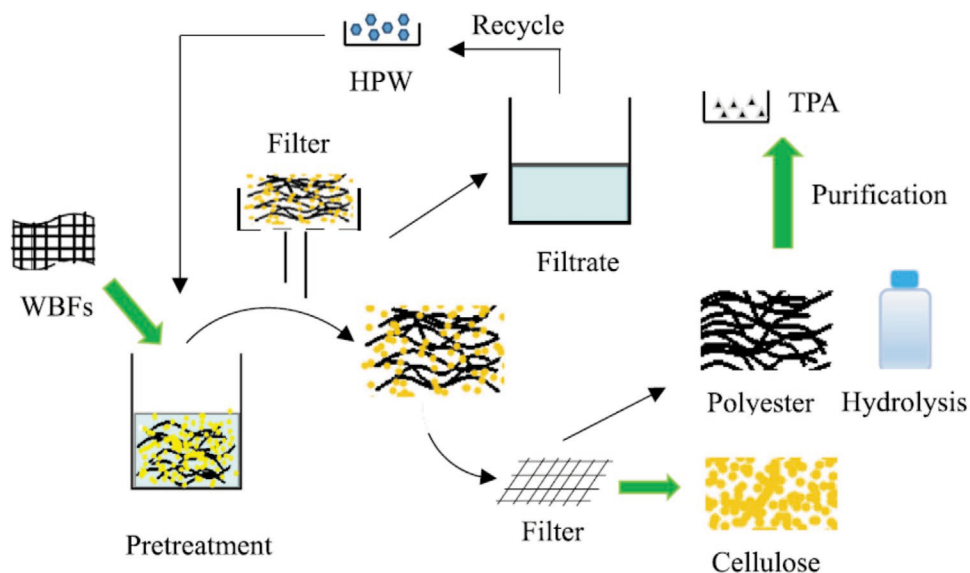 Recycle
HPW
TPA
Filter
Purification
WBFs
Filtrate
Polyester
Hydrolysis
Pretreatment
Filter
Cellulose